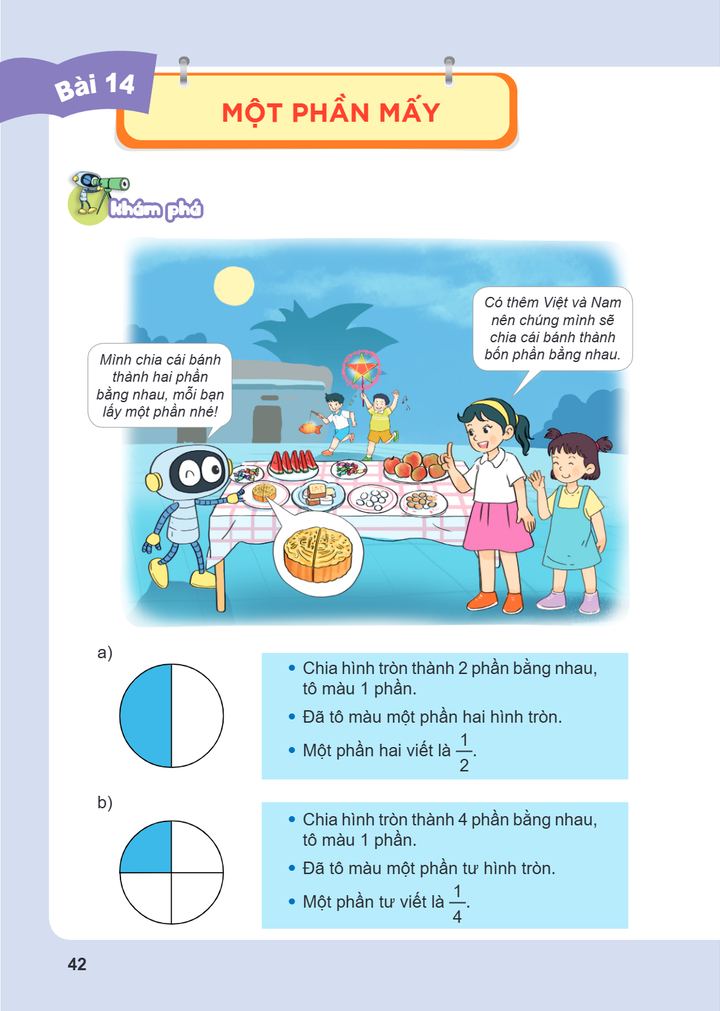 Bài 14
MỘT PHẦN MẤY
khám phá
Có thêm Việt và Nam
nên chúng mình sẽ
chia cái bánh thành
bốn phần bằng nhau.
Mình chia cái bánh
thành hai phần
bằng nhau, mỗi bạn
lấy một phần nhé!
a)
• Chia hình tròn thành 2 phần bằng nhau,
tô màu 1 phần.
• Đã tô màu một phần hai hình tròn.
• Một phần hai viết là 1/2.
b)
• Chia hình tròn thành 4 phần bằng nhau,
tô màu 1 phần.
• Đã tô màu một phần tư hình tròn.
• Một phần tư viết là 1/4.
42